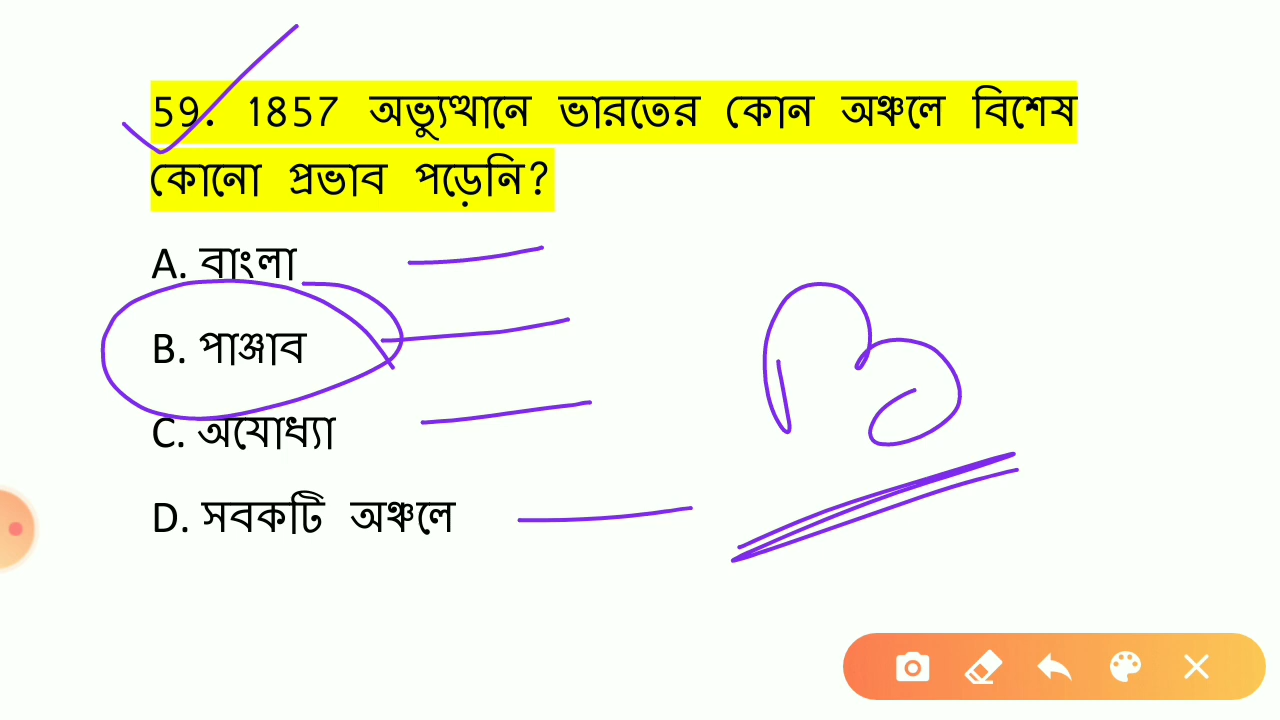 59. 1857 অভ্যুত্থানে ভারতের কোন অঞ্চলে বিশেষ
কোনো প্রভাব পড়েনি?
A. বাংলা
B. পাঞ্জাব
C. অযোধ্যা
D. সবকটি অঞ্চলে